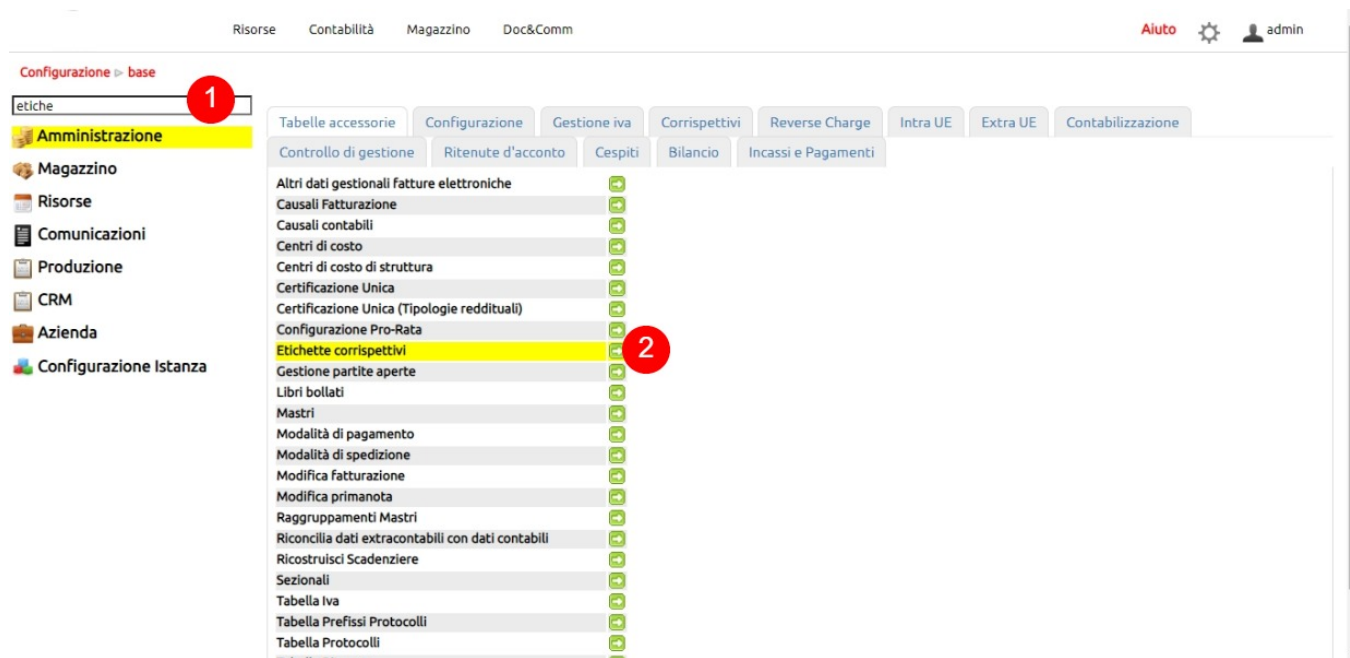 Risorse Contabilità Magazzino Doc&Comm Aiuto admin
Configurazione ▷ base
etiche 1
Amministrazione
Magazzino
Risorse
Comunicazioni
Produzione
CRM
Azienda
Configurazione Istanza
Tabelle accessorie Configurazione Gestione iva Corrispettivi Reverse Charge Intra UE Extra UE Contabilizzazione
Controllo di gestione Ritenute d'acconto Cespiti Bilancio Incassi e Pagamenti
Altri dati gestionali fatture elettroniche
Causali Fatturazione
Causali contabili
Centri di costo
Centri di costo di struttura
Certificazione Unica
Certificazione Unica (Tipologie reddituali)
Configurazione Pro-Rata
Etichette corrispettivi 2
Gestione partite aperte
Libri bollati
Mastri
Modalità di pagamento
Modalità di spedizione
Modifica fatturazione
Modifica primanota
Raggruppamenti Mastri
Riconcilia dati extracontabili con dati contabili
Ricostruisci Scadenziere
Sezionali
Tabella Iva
Tabella Prefissi Protocolli
Tabella Protocolli